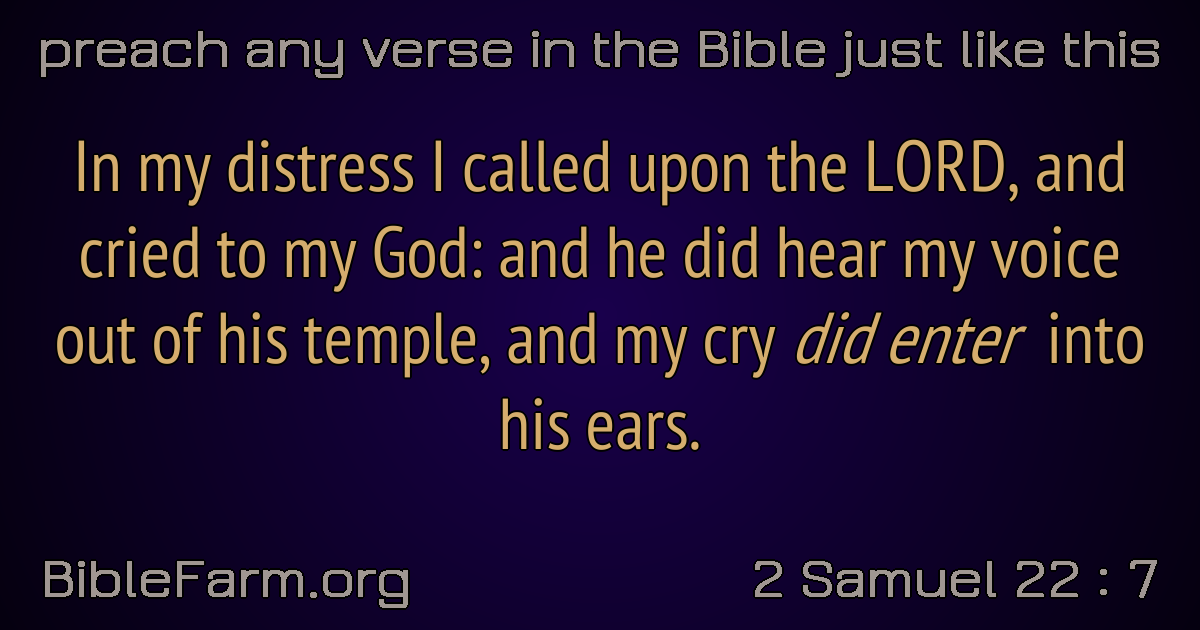 preach any verse in the Bible just like this
In my distress I called upon the LORD, and
cried to my God: and he did hear my voice
out of his temple, and my cry did enter into
his ears.
BibleFarm.org
2 Samuel 22 : 7